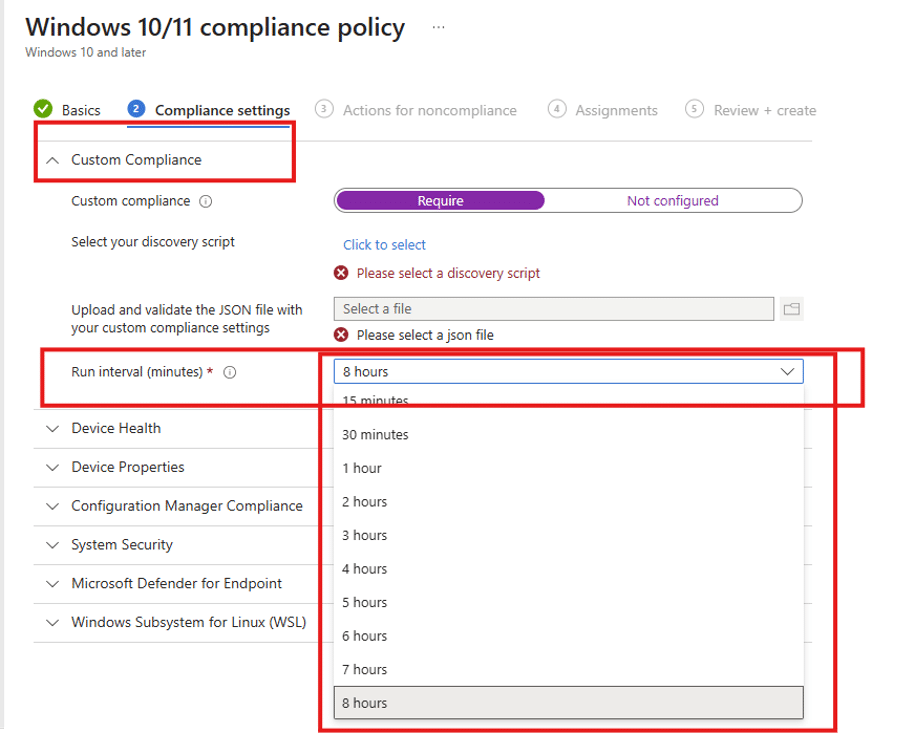 Windows 10/11 compliance policy ...
Windows 10 and later
Basics
2 Compliance settings
3 Actions for noncompliance
4 Assignments
5 Review + create
Custom Compliance
Custom compliance
Require
Not configured
Select your discovery script
Click to select
Please select a discovery script
Upload and validate the JSON file with
your custom compliance settings
Select a file
Please select a json file
Run interval (minutes) *
8 hours
15 minutes
30 minutes
1 hour
2 hours
3 hours
4 hours
5 hours
6 hours
7 hours
8 hours
Device Health
Device Properties
Configuration Manager Compliance
System Security
Microsoft Defender for Endpoint
Windows Subsystem for Linux (WSL)